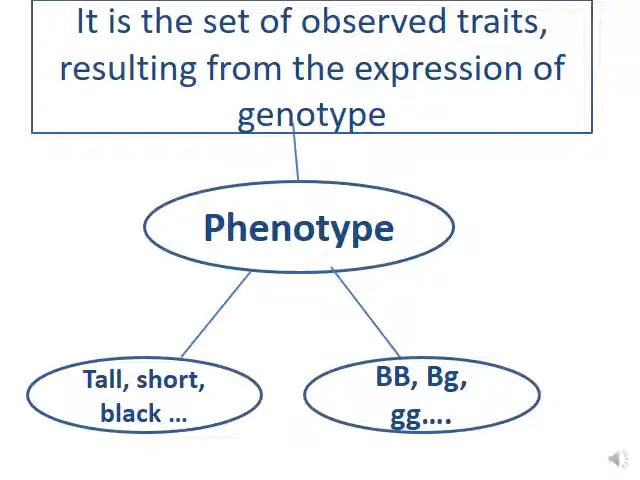 It is the set of observed traits,
resulting from the expression of
genotype
Phenotype
Tall, short,
black ...
BB, Bg,
gg....